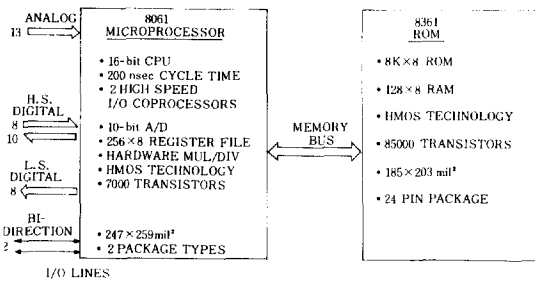 ANALOG
13
H.S.
DIGITAL
8
10
L.S.
DIGITAL
8
BI-
DIRECTION
2
I/O LINES
8061
MICROPROCESSOR
• 16-bit CPU
• 200 nsec CYCLE TIME
• 2 HIGH SPEED
I/O COPROCESSORS
• 10-bit A/D
• 256×8 REGISTER FILE
• HARDWARE MUL/DIV
• HMOS TECHNOLOGY
• 7000 TRANSISTORS
• 247×259mil²
• 2 PACKAGE TYPES
MEMORY
BUS
8361
ROM
• 8K×8 ROM
• 128×8 RAM
• HMOS TECHNOLOGY
• 85000 TRANSISTORS
• 185×203 mil²
• 24 PIN PACKAGE